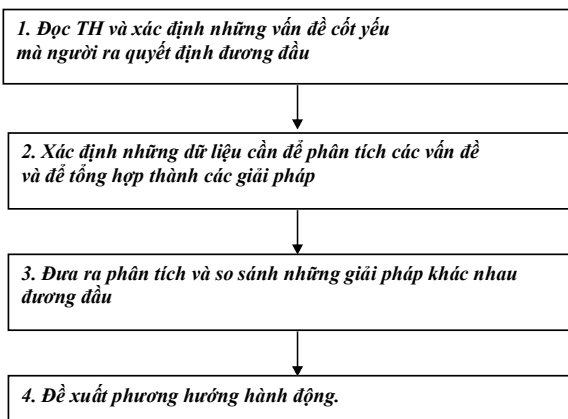 1. Đọc TH và xác định những vấn đề cốt yếu
mà người ra quyết định đương đầu
2. Xác định những dữ liệu cần để phân tích các vấn đề
và để tổng hợp thành các giải pháp
3. Đưa ra phân tích và so sánh những giải pháp khác nhau
đương đầu
4. Đề xuất phương hướng hành động.